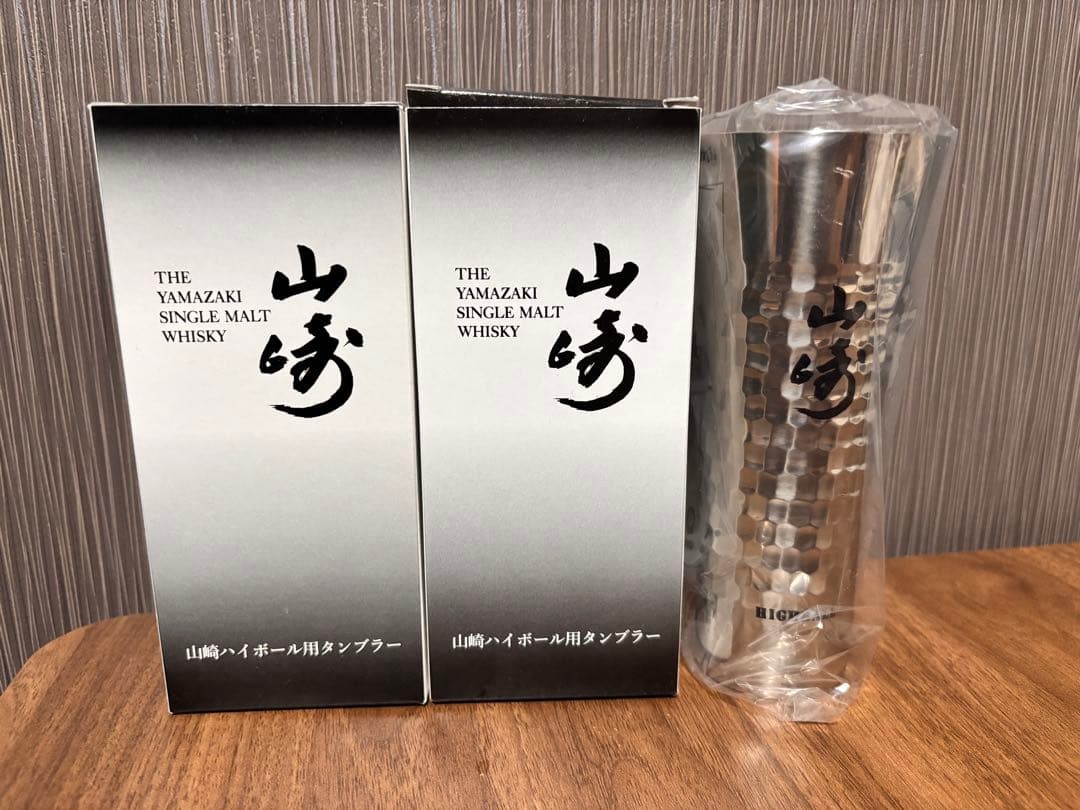 THE
YAMAZAKI
SINGLE MALT
WHISKY
山崎
山崎ハイボール用タンブラー
THE
YAMAZAKI
SINGLE MALT
WHISKY
山崎
山崎ハイボール用タンブラー
山崎